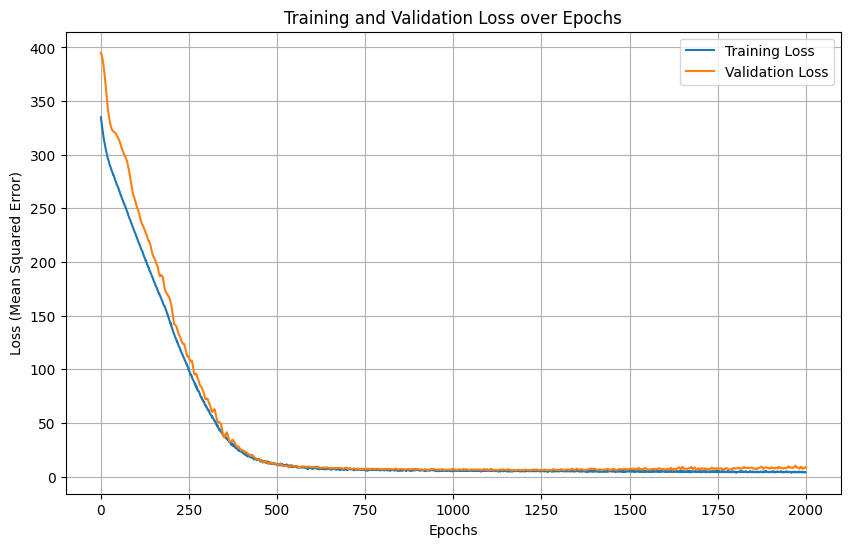 Training and Validation Loss over Epochs
Training Loss
Validation Loss
Loss (Mean Squared Error)
400
350
300
250
200
150
100
50
0
0 250 500 750 1000 1250 1500 1750 2000
Epochs